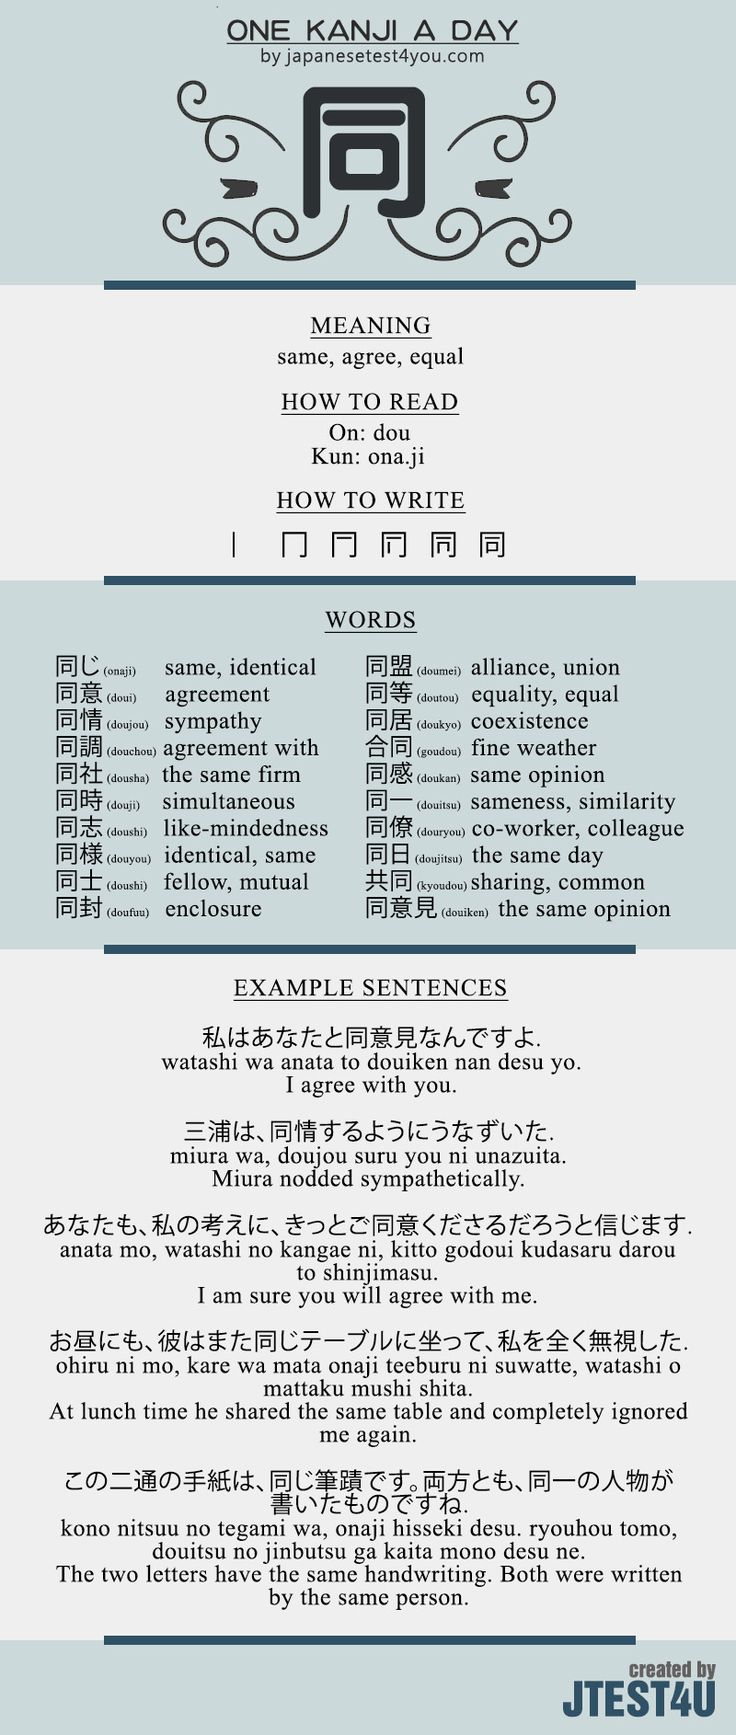 ONE KANJI A DAY
by japanesetest4you.com
同
MEANING
same, agree, equal
HOW TO READ
On: dou
Kun: ona.ji
HOW TO WRITE
同
WORDS
同じ (onaji) same, identical 同盟 (doumei) alliance, union
同意 (doui) agreement 同等 (doutou) equality, equal
同情 (doujou) sympathy 同居 (doukyo) coexistence
同調 (douchou) agreement with 合同 (goudou) fine weather
同社 (dousha) the same firm 同感 (doukan) same opinion
同時 (douji) simultaneous 同一 (douitsu) sameness, similarity
同志 (doushi) like-mindedness 同僚 (douryou) co-worker, colleague
同様 (douyou) identical, same 同日 (doujitsu) the same day
同士 (doushi) fellow, mutual 共同 (kyoudou) sharing, common
同封 (doufuu) enclosure 同意見 (douiken) the same opinion
EXAMPLE SENTENCES
私はあなたと同意見なんですよ.
watashi wa anata to douiken nan desu yo.
I agree with you.
三浦は、同情するようにうなずいた.
miura wa, doujou suru you ni unazuita.
Miura nodded sympathetically.
あなたも、私の考えに、きっとご同意くださるだろうと信じます.
anata mo, watashi no kangae ni, kitto godoui kudasaru darou
to shinjimasu.
I am sure you will agree with me.
お昼にも、彼はまた同じテーブルに坐って、私を全く無視した.
ohiru ni mo, kare wa mata onaji teeburu ni suwatte, watashi o
mattaku mushi shita.
At lunch time he shared the same table and completely ignored
me again.
この二通の手紙は、同じ筆蹟です。両方とも、同一の人物が
書いたものですね.
kono nitsuu no tegami wa, onaji hisseki desu. ryouhou tomo,
douitsu no jinbutsu ga kaita mono desu ne.
The two letters have the same handwriting. Both were written
by the same person.
created by
JTEST4U